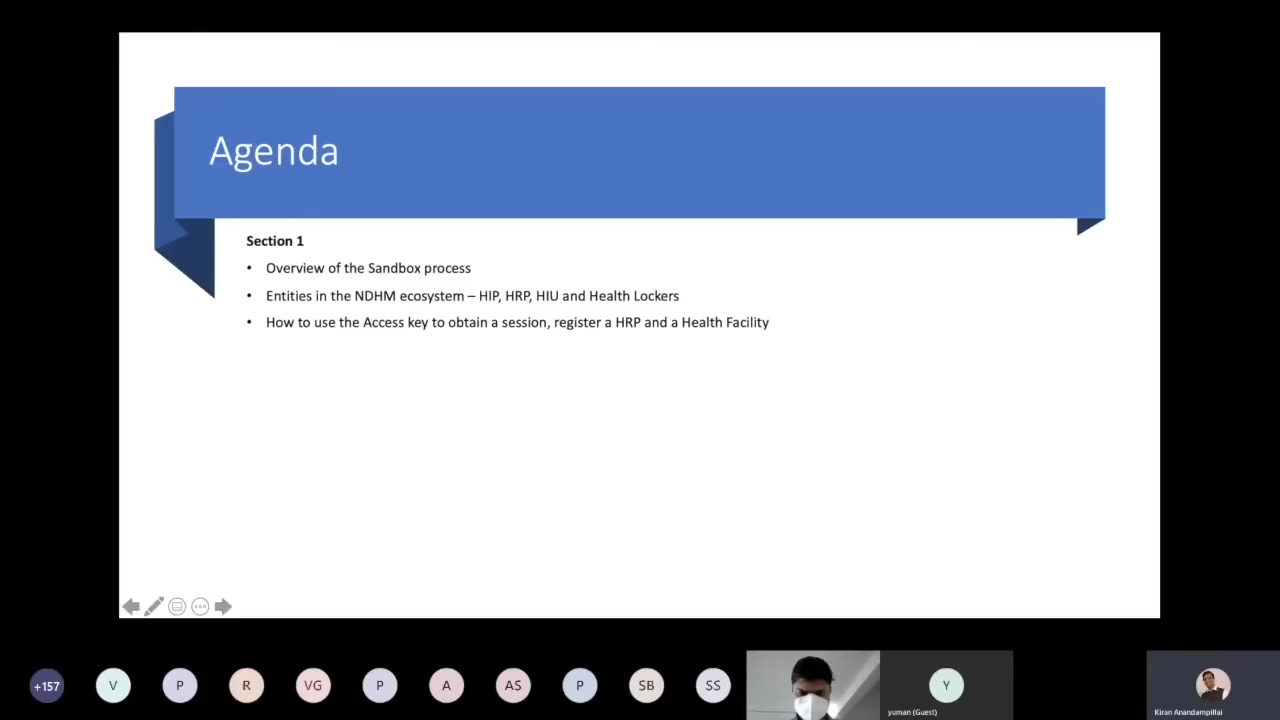 Agenda
Section 1
• Overview of the Sandbox process
• Entities in the NDHM ecosystem – HIP, HRP, HIU and Health Lockers
• How to use the Access key to obtain a session, register a HRP and a Health Facility
+157
V
P
R
VG
P
A
AS
P
SB
SS
Y
yuman (Guest)
Kiran Anandampillai